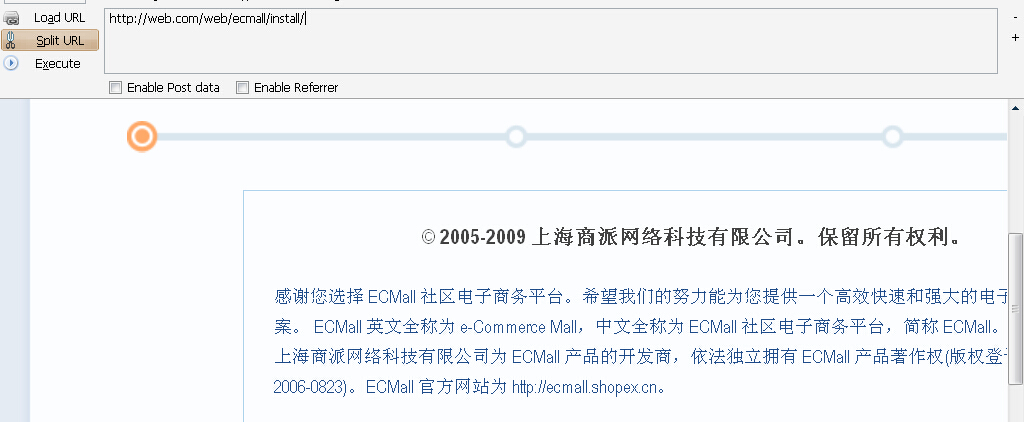 Load URL
http://web.com/web/ecmall/install/
-
Split URL
+
Execute
Enable Post data
Enable Referrer
© 2005-2009 上海商派网络科技有限公司。保留所有权利。
感谢您选择 ECMall 社区电子商务平台。希望我们的努力能为您提供一个高效快速和强大的电子
案。 ECMall 英文全称为 e-Commerce Mall，中文全称为 ECMall 社区电子商务平台，简称 ECMall。
上海商派网络科技有限公司为 ECMall 产品的开发商，依法独立拥有 ECMall 产品著作权(版权登
2006-0823)。ECMall 官方网站为 http://ecmall.shopex.cn。